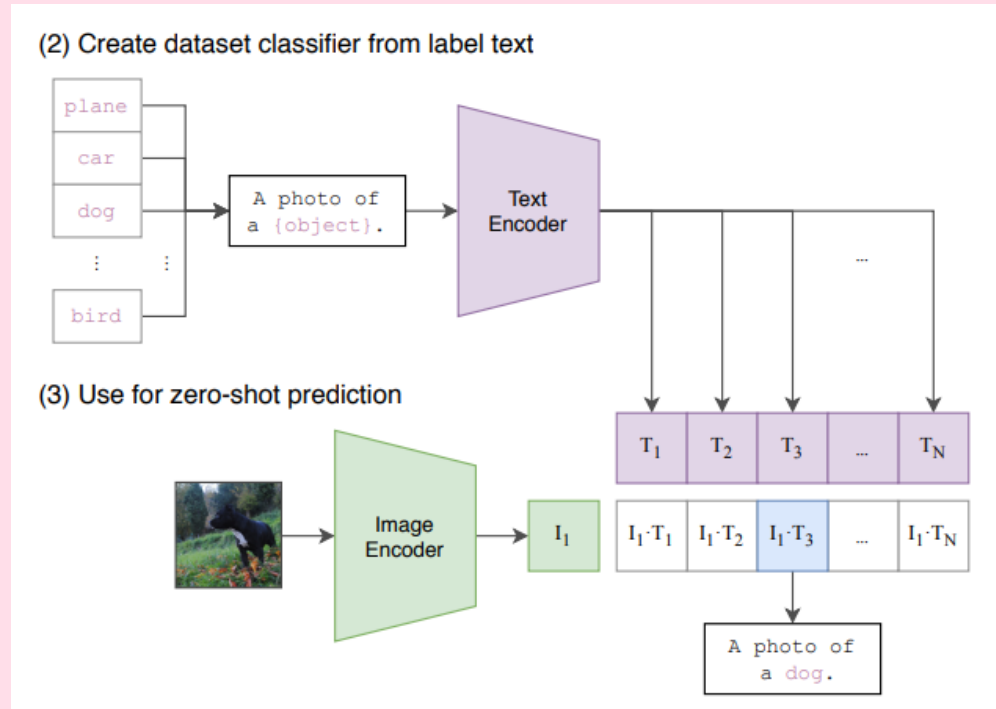 (2) Create dataset classifier from label text
plane
car
dog
⋮ ⋮
bird
A photo of
a {object}.
Text
Encoder
...
(3) Use for zero-shot prediction
Image
Encoder
I₁
T₁ T₂ T₃ ... T_N
I₁·T₁ I₁·T₂ I₁·T₃ ... I₁·T_N
A photo of
a dog.